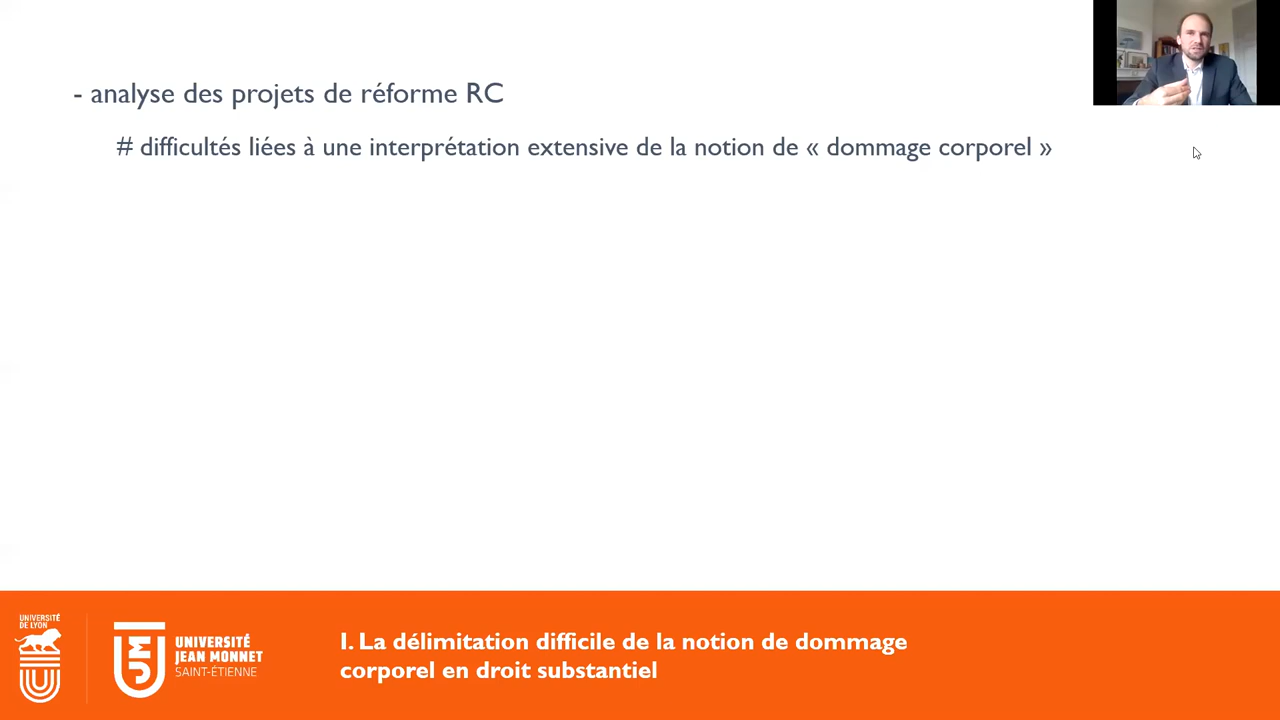 - analyse des projets de réforme RC
# difficultés liées à une interprétation extensive de la notion de « dommage corporel »
UNIVERSITÉ
DE LYON
UNIVERSITÉ
JEAN MONNET
SAINT-ÉTIENNE
I. La délimitation difficile de la notion de dommage
corporel en droit substantiel